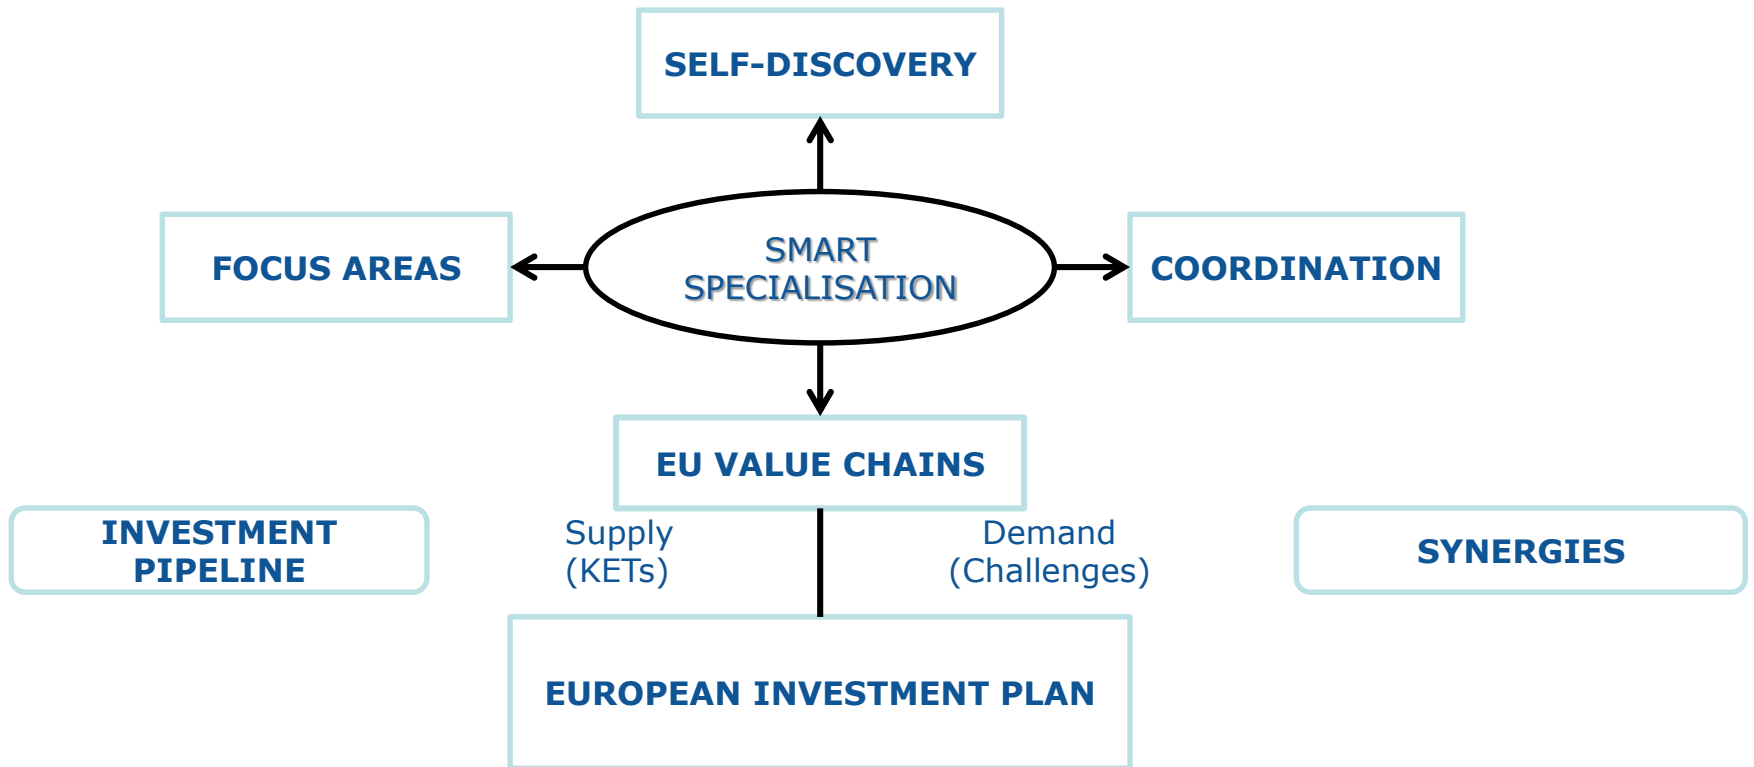 SELF-DISCOVERY
FOCUS AREAS
SMART
SPECIALISATION
COORDINATION
EU VALUE CHAINS
INVESTMENT
PIPELINE
Supply
(KETs)
Demand
(Challenges)
SYNERGIES
EUROPEAN INVESTMENT PLAN